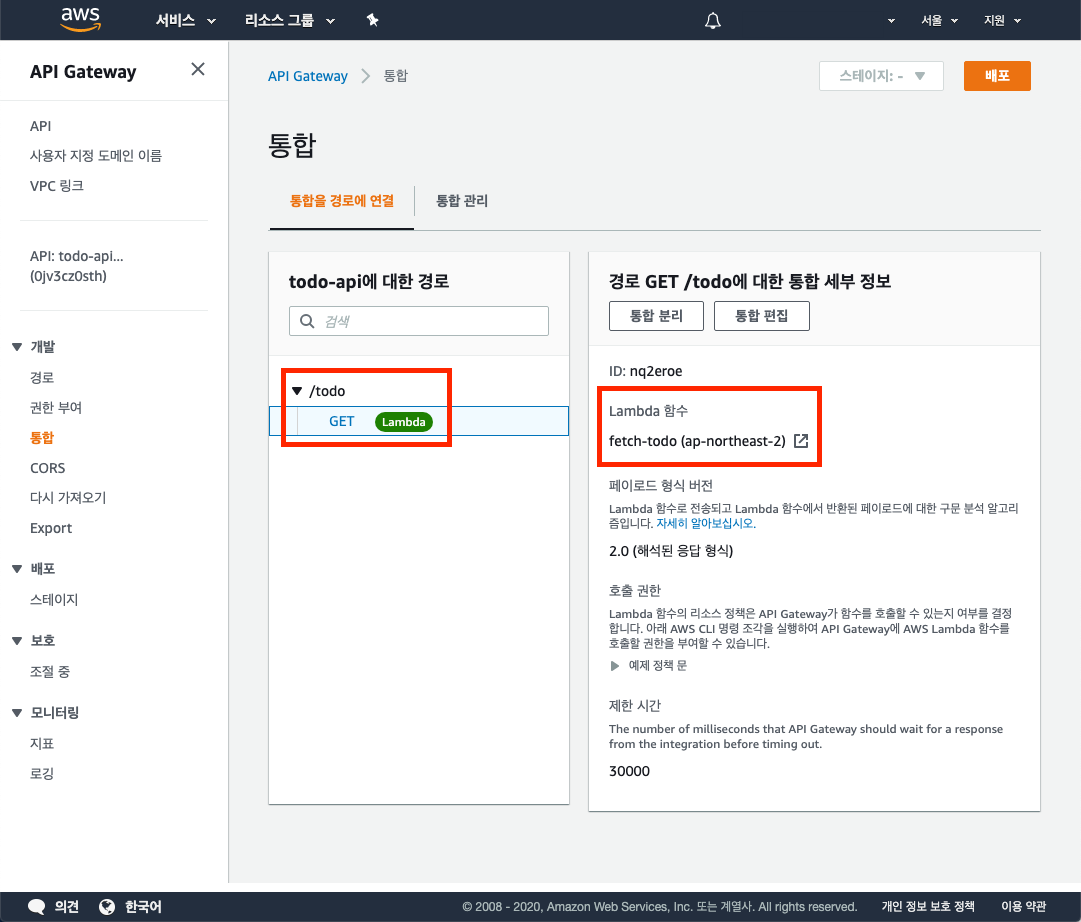 aws 서비스 리소스 그룹 서울 지원
API Gateway
API
사용자 지정 도메인 이름
VPC 링크
API: todo-api...
(0jv3cz0sth)
개발
경로
권한 부여
통합
CORS
다시 가져오기
Export
배포
스테이지
보호
조절 중
모니터링
지표
로깅
API Gateway 통합
스테이지: - 배포
통합
통합을 경로에 연결 통합 관리
todo-api에 대한 경로
검색
/todo
GET Lambda
경로 GET /todo에 대한 통합 세부 정보
통합 분리 통합 편집
ID: nq2eroe
Lambda 함수
fetch-todo (ap-northeast-2)
페이로드 형식 버전
Lambda 함수로 전송되고 Lambda 함수에서 반환된 페이로드에 대한 구문 분석 알고리
즘입니다. 자세히 알아보십시오.
2.0 (해석된 응답 형식)
호출 권한
Lambda 함수의 리소스 정책은 API Gateway가 함수를 호출할 수 있는지 여부를 결정
합니다. 아래 AWS CLI 명령 조각을 실행하여 API Gateway에 AWS Lambda 함수를
호출할 권한을 부여할 수 있습니다.
예제 정책 문
제한 시간
The number of milliseconds that API Gateway should wait for a response
from the integration before timing out.
30000
의견 한국어 © 2008 - 2020, Amazon Web Services, Inc. 또는 계열사. All rights reserved. 개인 정보 보호 정책 이용 약관